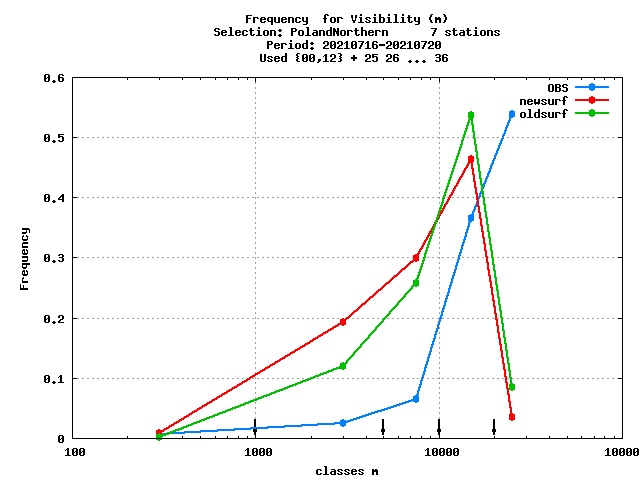 Frequency  for Visibility (m)
Selection: PolandNorthern      7 stations
Period: 20210716-20210720
Used {00,12} + 25 26 ... 36
OBS
newsurf
oldsurf
0.6
0.5
0.4
0.3
0.2
0.1
0
Frequency
100
1000
10000
10000
classes m